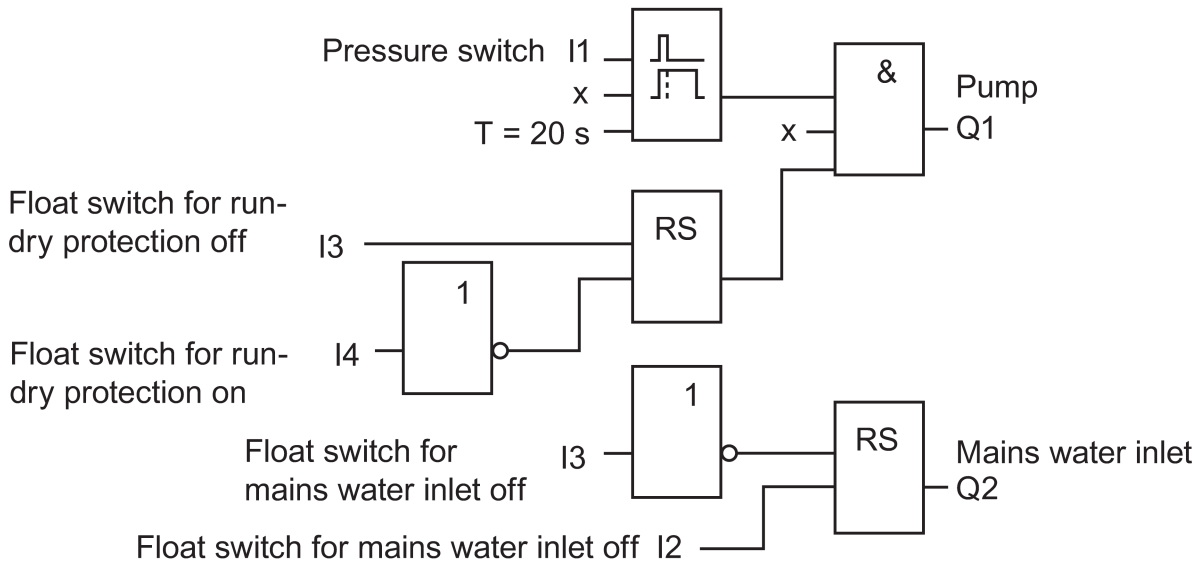 Pressure switch I1
x
T = 20 s
&
x
Pump
Q1
Float switch for run-
dry protection off
I3
RS
1
Float switch for run-
dry protection on
I4
1
Float switch for
mains water inlet off
I3
RS
Mains water inlet
Q2
Float switch for mains water inlet off I2